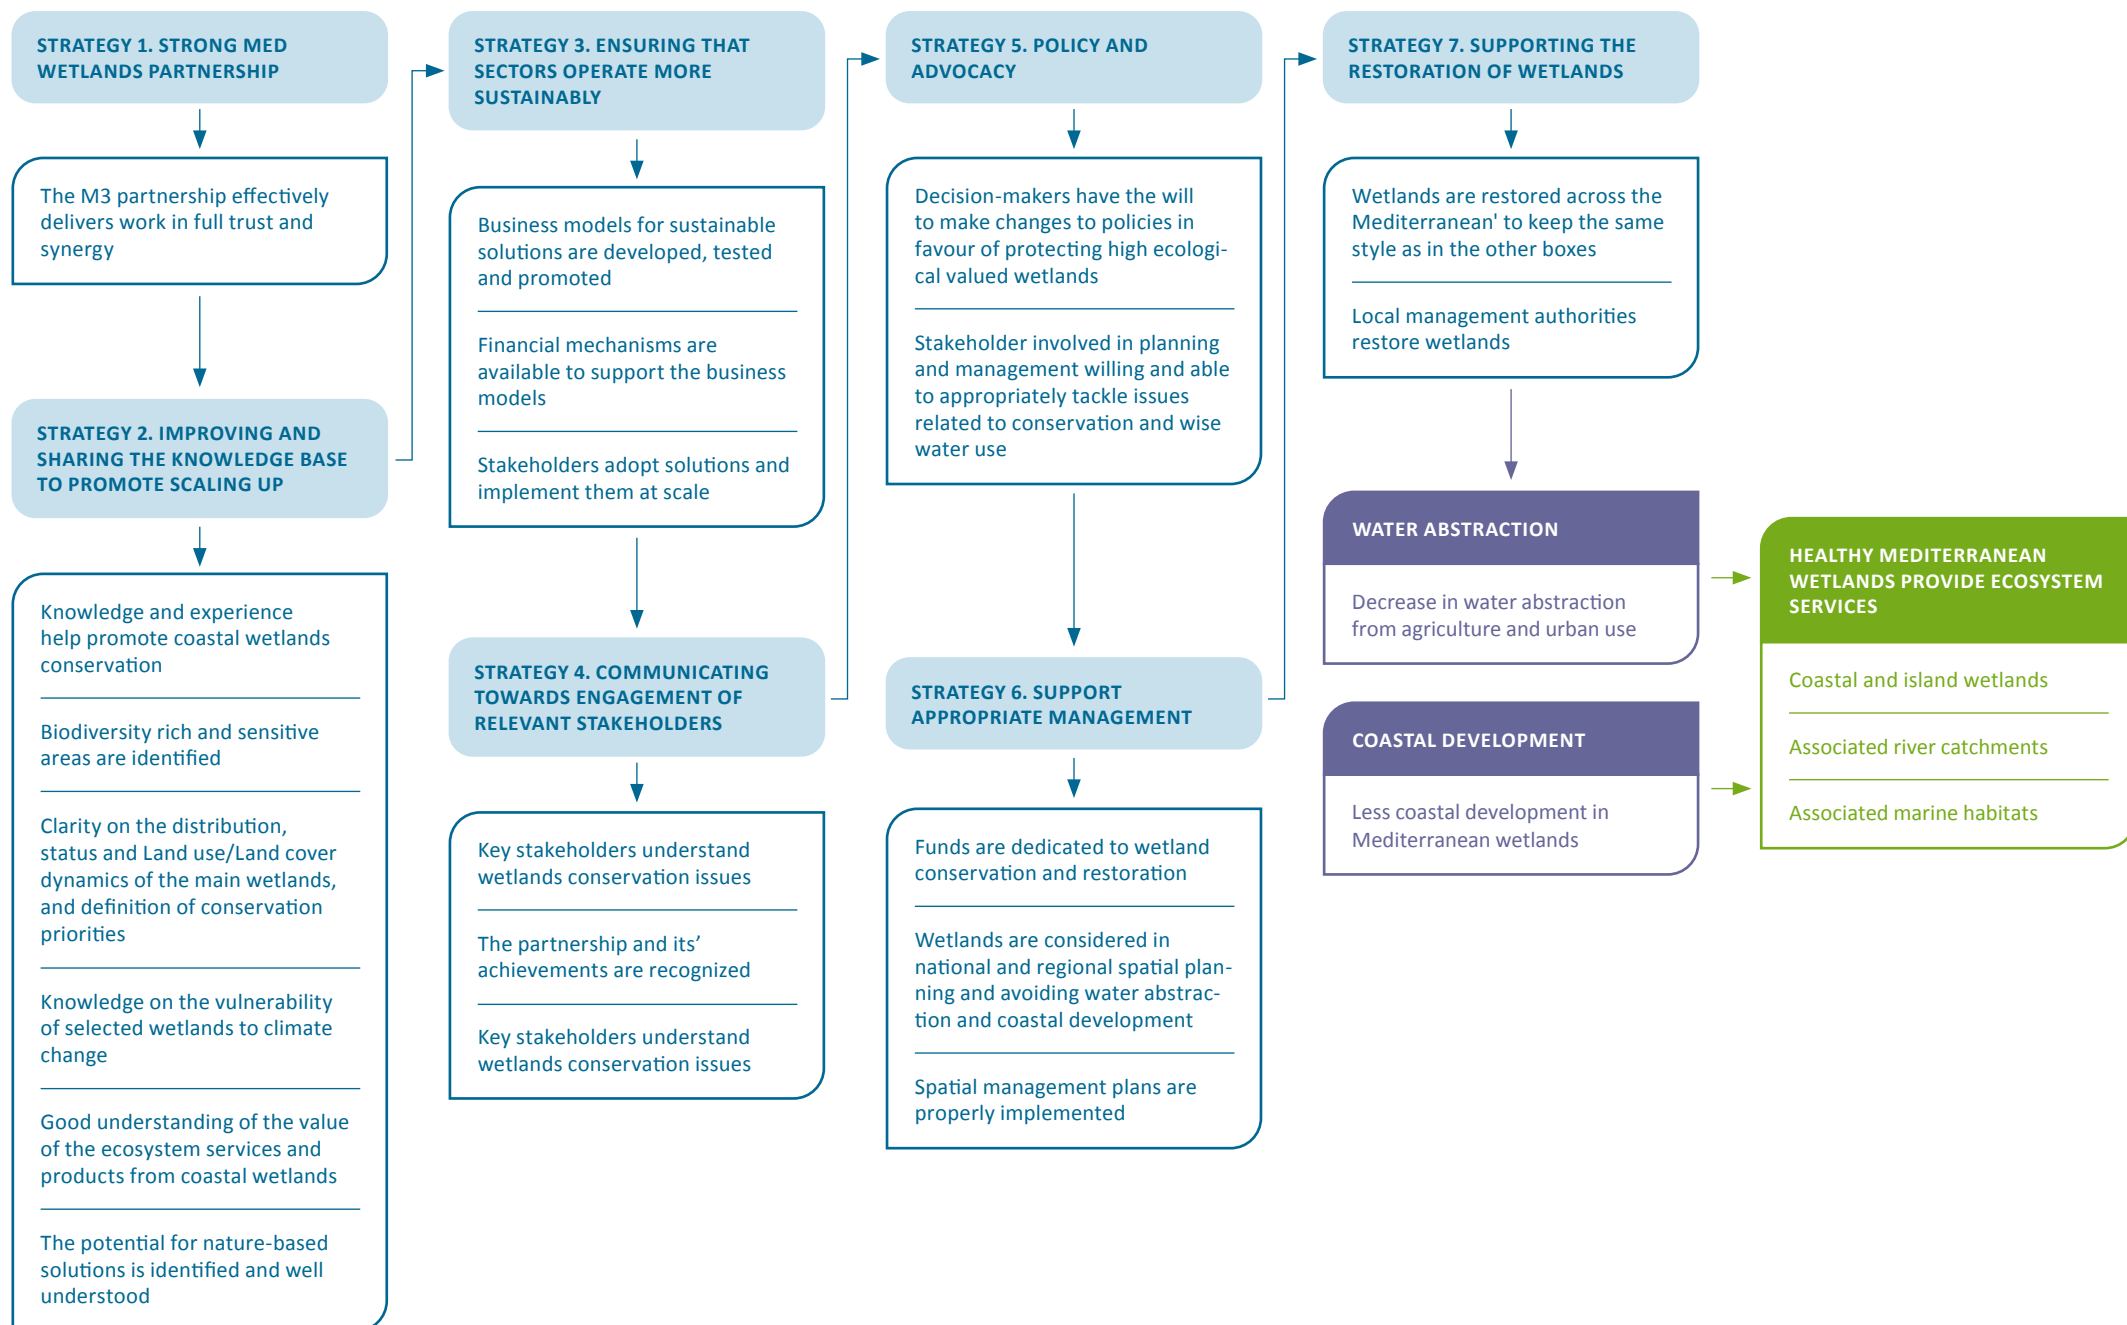 STRATEGY 1. STRONG MED
WETLANDS PARTNERSHIP
The M3 partnership effectively
delivers work in full trust and
synergy
STRATEGY 2. IMPROVING AND
SHARING THE KNOWLEDGE BASE
TO PROMOTE SCALING UP
Knowledge and experience
help promote coastal wetlands
conservation
Biodiversity rich and sensitive
areas are identified
Clarity on the distribution,
status and Land use/Land cover
dynamics of the main wetlands,
and definition of conservation
priorities
Knowledge on the vulnerability
of selected wetlands to climate
change
Good understanding of the value
of the ecosystem services and
products from coastal wetlands
The potential for nature-based
solutions is identified and well
understood
STRATEGY 3. ENSURING THAT
SECTORS OPERATE MORE
SUSTAINABLY
Business models for sustainable
solutions are developed, tested
and promoted
Financial mechanisms are
available to support the business
models
Stakeholders adopt solutions and
implement them at scale
STRATEGY 4. COMMUNICATING
TOWARDS ENGAGEMENT OF
RELEVANT STAKEHOLDERS
Key stakeholders understand
wetlands conservation issues
The partnership and its’
achievements are recognized
Key stakeholders understand
wetlands conservation issues
STRATEGY 5. POLICY AND
ADVOCACY
Decision-makers have the will
to make changes to policies in
favour of protecting high ecologi-
cal valued wetlands
Stakeholder involved in planning
and management willing and able
to appropriately tackle issues
related to conservation and wise
water use
STRATEGY 6. SUPPORT
APPROPRIATE MANAGEMENT
Funds are dedicated to wetland
conservation and restoration
Wetlands are considered in
national and regional spatial plan-
ning and avoiding water abstrac-
tion and coastal development
Spatial management plans are
properly implemented
STRATEGY 7. SUPPORTING THE
RESTORATION OF WETLANDS
Wetlands are restored across the
Mediterranean' to keep the same
style as in the other boxes
Local management authorities
restore wetlands
WATER ABSTRACTION
Decrease in water abstraction
from agriculture and urban use
COASTAL DEVELOPMENT
Less coastal development in
Mediterranean wetlands
HEALTHY MEDITERRANEAN
WETLANDS PROVIDE ECOSYSTEM
SERVICES
Coastal and island wetlands
Associated river catchments
Associated marine habitats